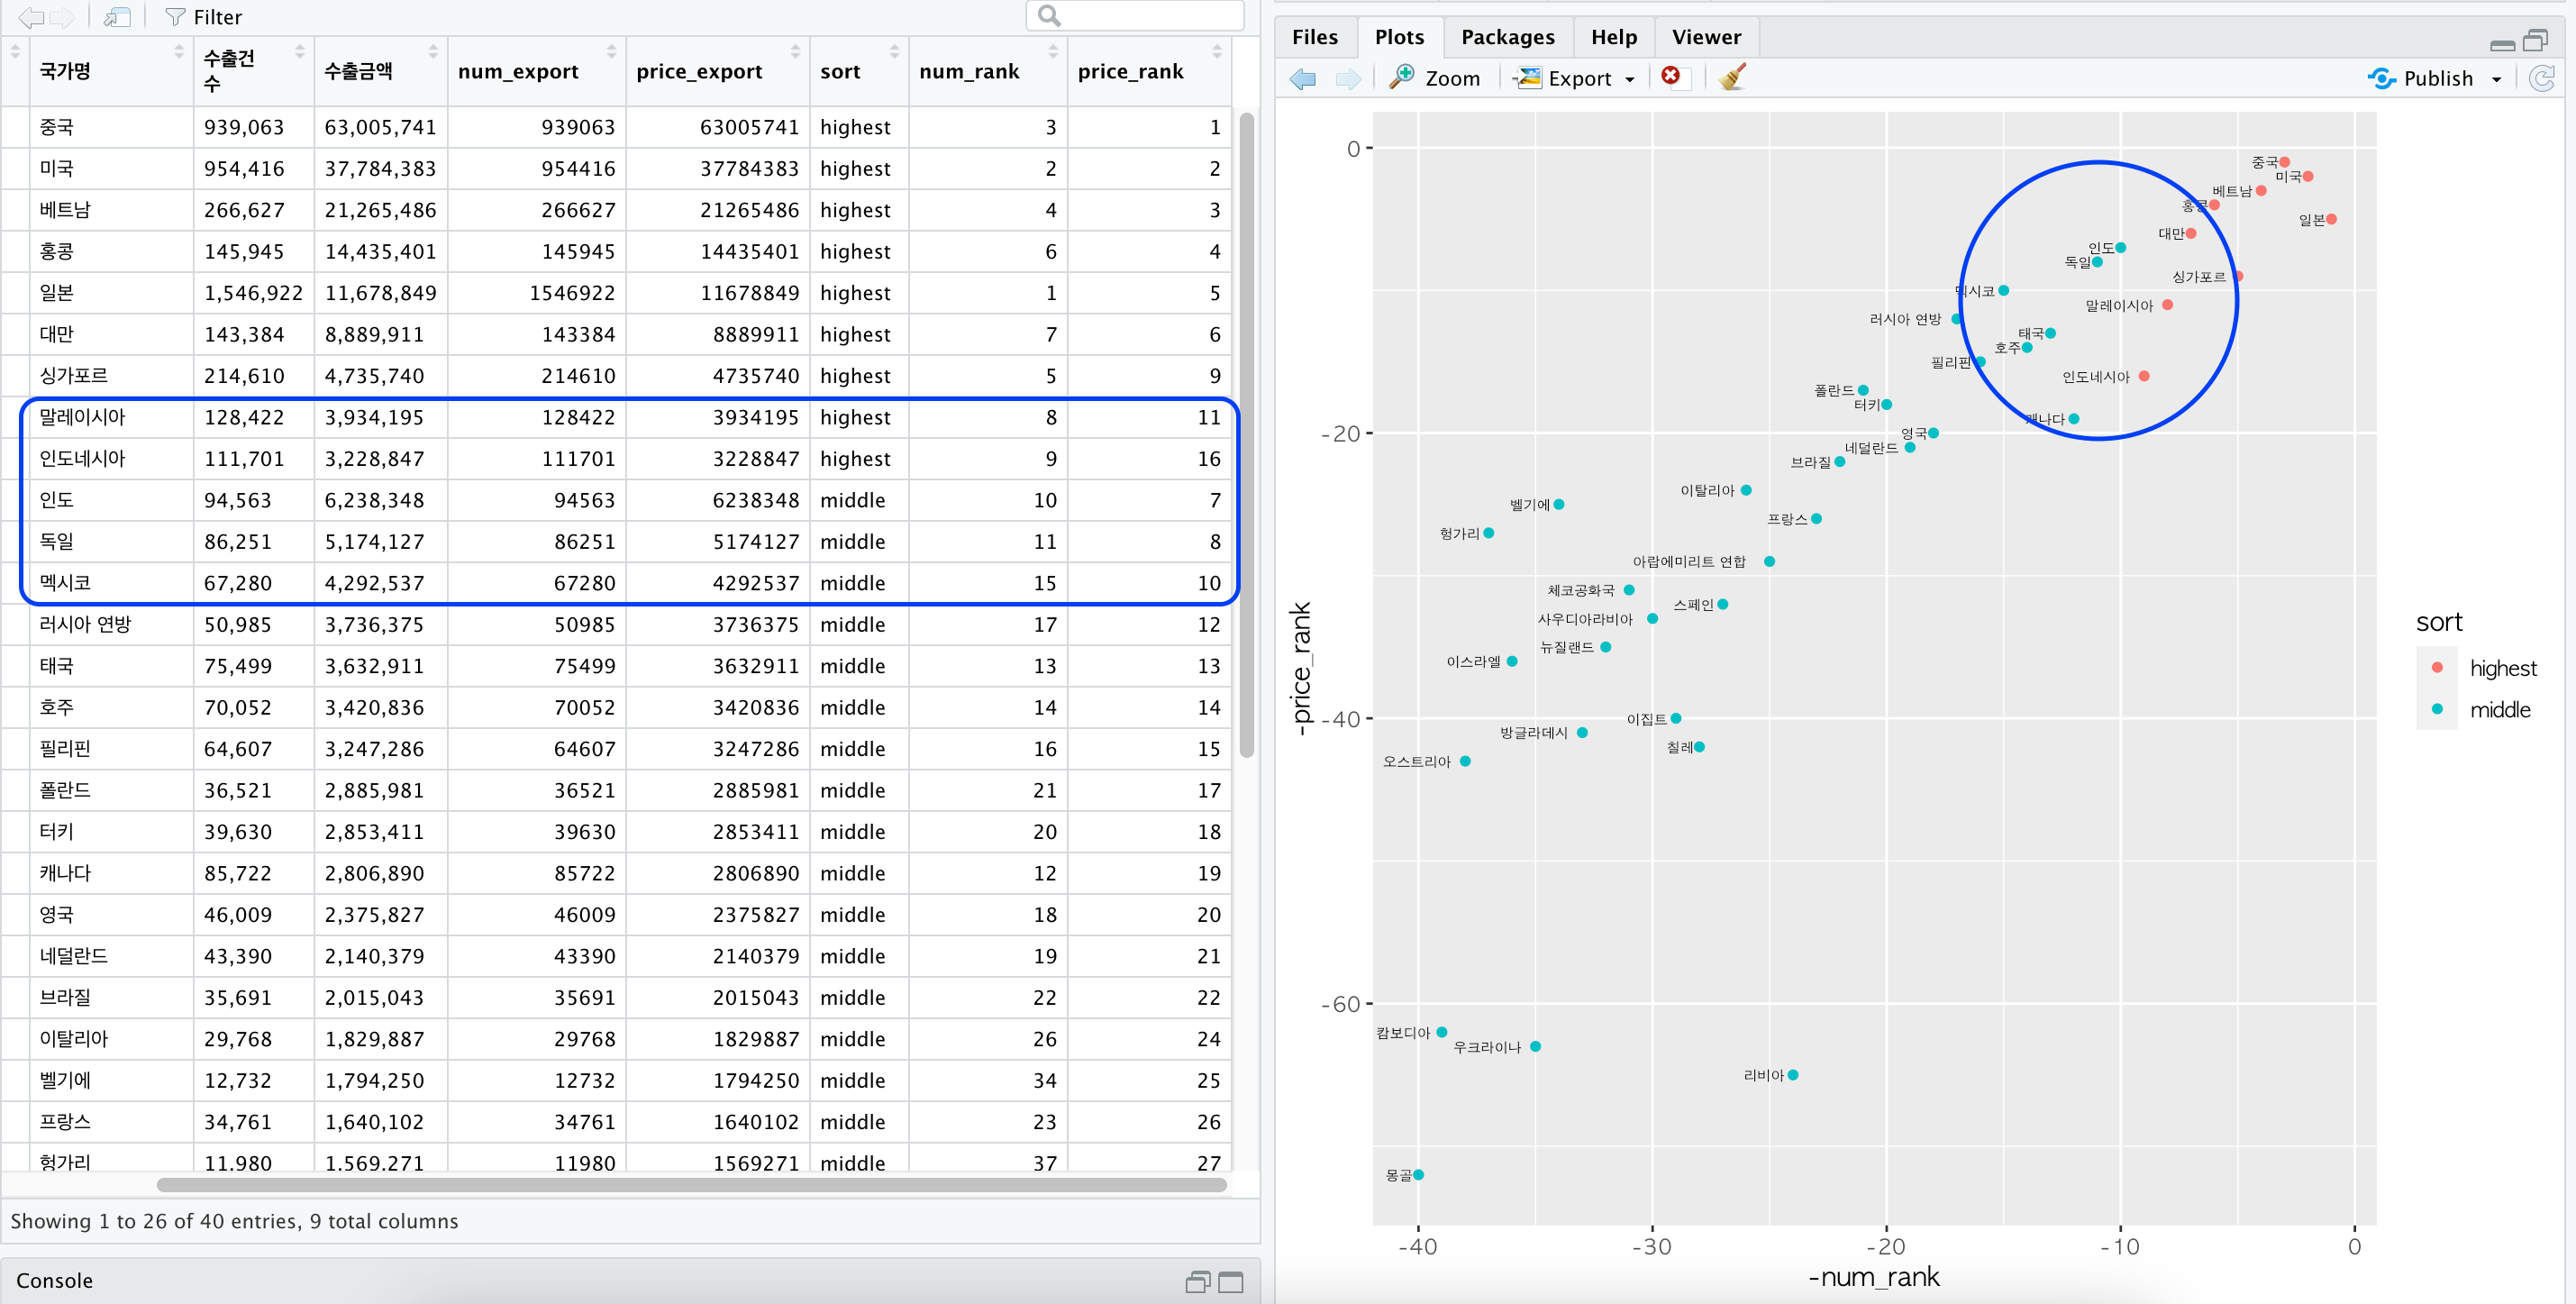 Filter
국가명 수출건수 수출금액 num_export price_export sort num_rank price_rank
중국 939,063 63,005,741 939063 63005741 highest 3 1
미국 954,416 37,784,383 954416 37784383 highest 2 2
베트남 266,627 21,265,486 266627 21265486 highest 4 3
홍콩 145,945 14,435,401 145945 14435401 highest 6 4
일본 1,546,922 11,678,849 1546922 11678849 highest 1 5
대만 143,384 8,889,911 143384 8889911 highest 7 6
싱가포르 214,610 4,735,740 214610 4735740 highest 5 9
말레이시아 128,422 3,934,195 128422 3934195 highest 8 11
인도네시아 111,701 3,228,847 111701 3228847 highest 9 16
인도 94,563 6,238,348 94563 6238348 middle 10 7
독일 86,251 5,174,127 86251 5174127 middle 11 8
멕시코 67,280 4,292,537 67280 4292537 middle 15 10
러시아 연방 50,985 3,736,375 50985 3736375 middle 17 12
태국 75,499 3,632,911 75499 3632911 middle 13 13
호주 70,052 3,420,836 70052 3420836 middle 14 14
필리핀 64,607 3,247,286 64607 3247286 middle 16 15
폴란드 36,521 2,885,981 36521 2885981 middle 21 17
터키 39,630 2,853,411 39630 2853411 middle 20 18
캐나다 85,722 2,806,890 85722 2806890 middle 12 19
영국 46,009 2,375,827 46009 2375827 middle 18 20
네덜란드 43,390 2,140,379 43390 2140379 middle 19 21
브라질 35,691 2,015,043 35691 2015043 middle 22 22
이탈리아 29,768 1,829,887 29768 1829887 middle 26 24
벨기에 12,732 1,794,250 12732 1794250 middle 34 25
프랑스 34,761 1,640,102 34761 1640102 middle 23 26
헝가리 11,980 1,569,271 11980 1569271 middle 37 27
Showing 1 to 26 of 40 entries, 9 total columns
Console
Files Plots Packages Help Viewer
Zoom Export Publish
0
-20
-40
-60
-price_rank
중국
미국
베트남
홍콩
일본
대만
인도
독일
싱가포르
멕시코
말레이시아
러시아 연방
태국
호주
필리핀
인도네시아
폴란드
터키
캐나다
영국
네덜란드
브라질
이탈리아
벨기에
프랑스
헝가리
아랍에미리트 연합
체코공화국
스페인
사우디아라비아
뉴질랜드
이스라엘
이집트
방글라데시
칠레
오스트리아
캄보디아
우크라이나
리비아
몽골
-40 -30 -20 -10 0
-num_rank
sort
highest
middle